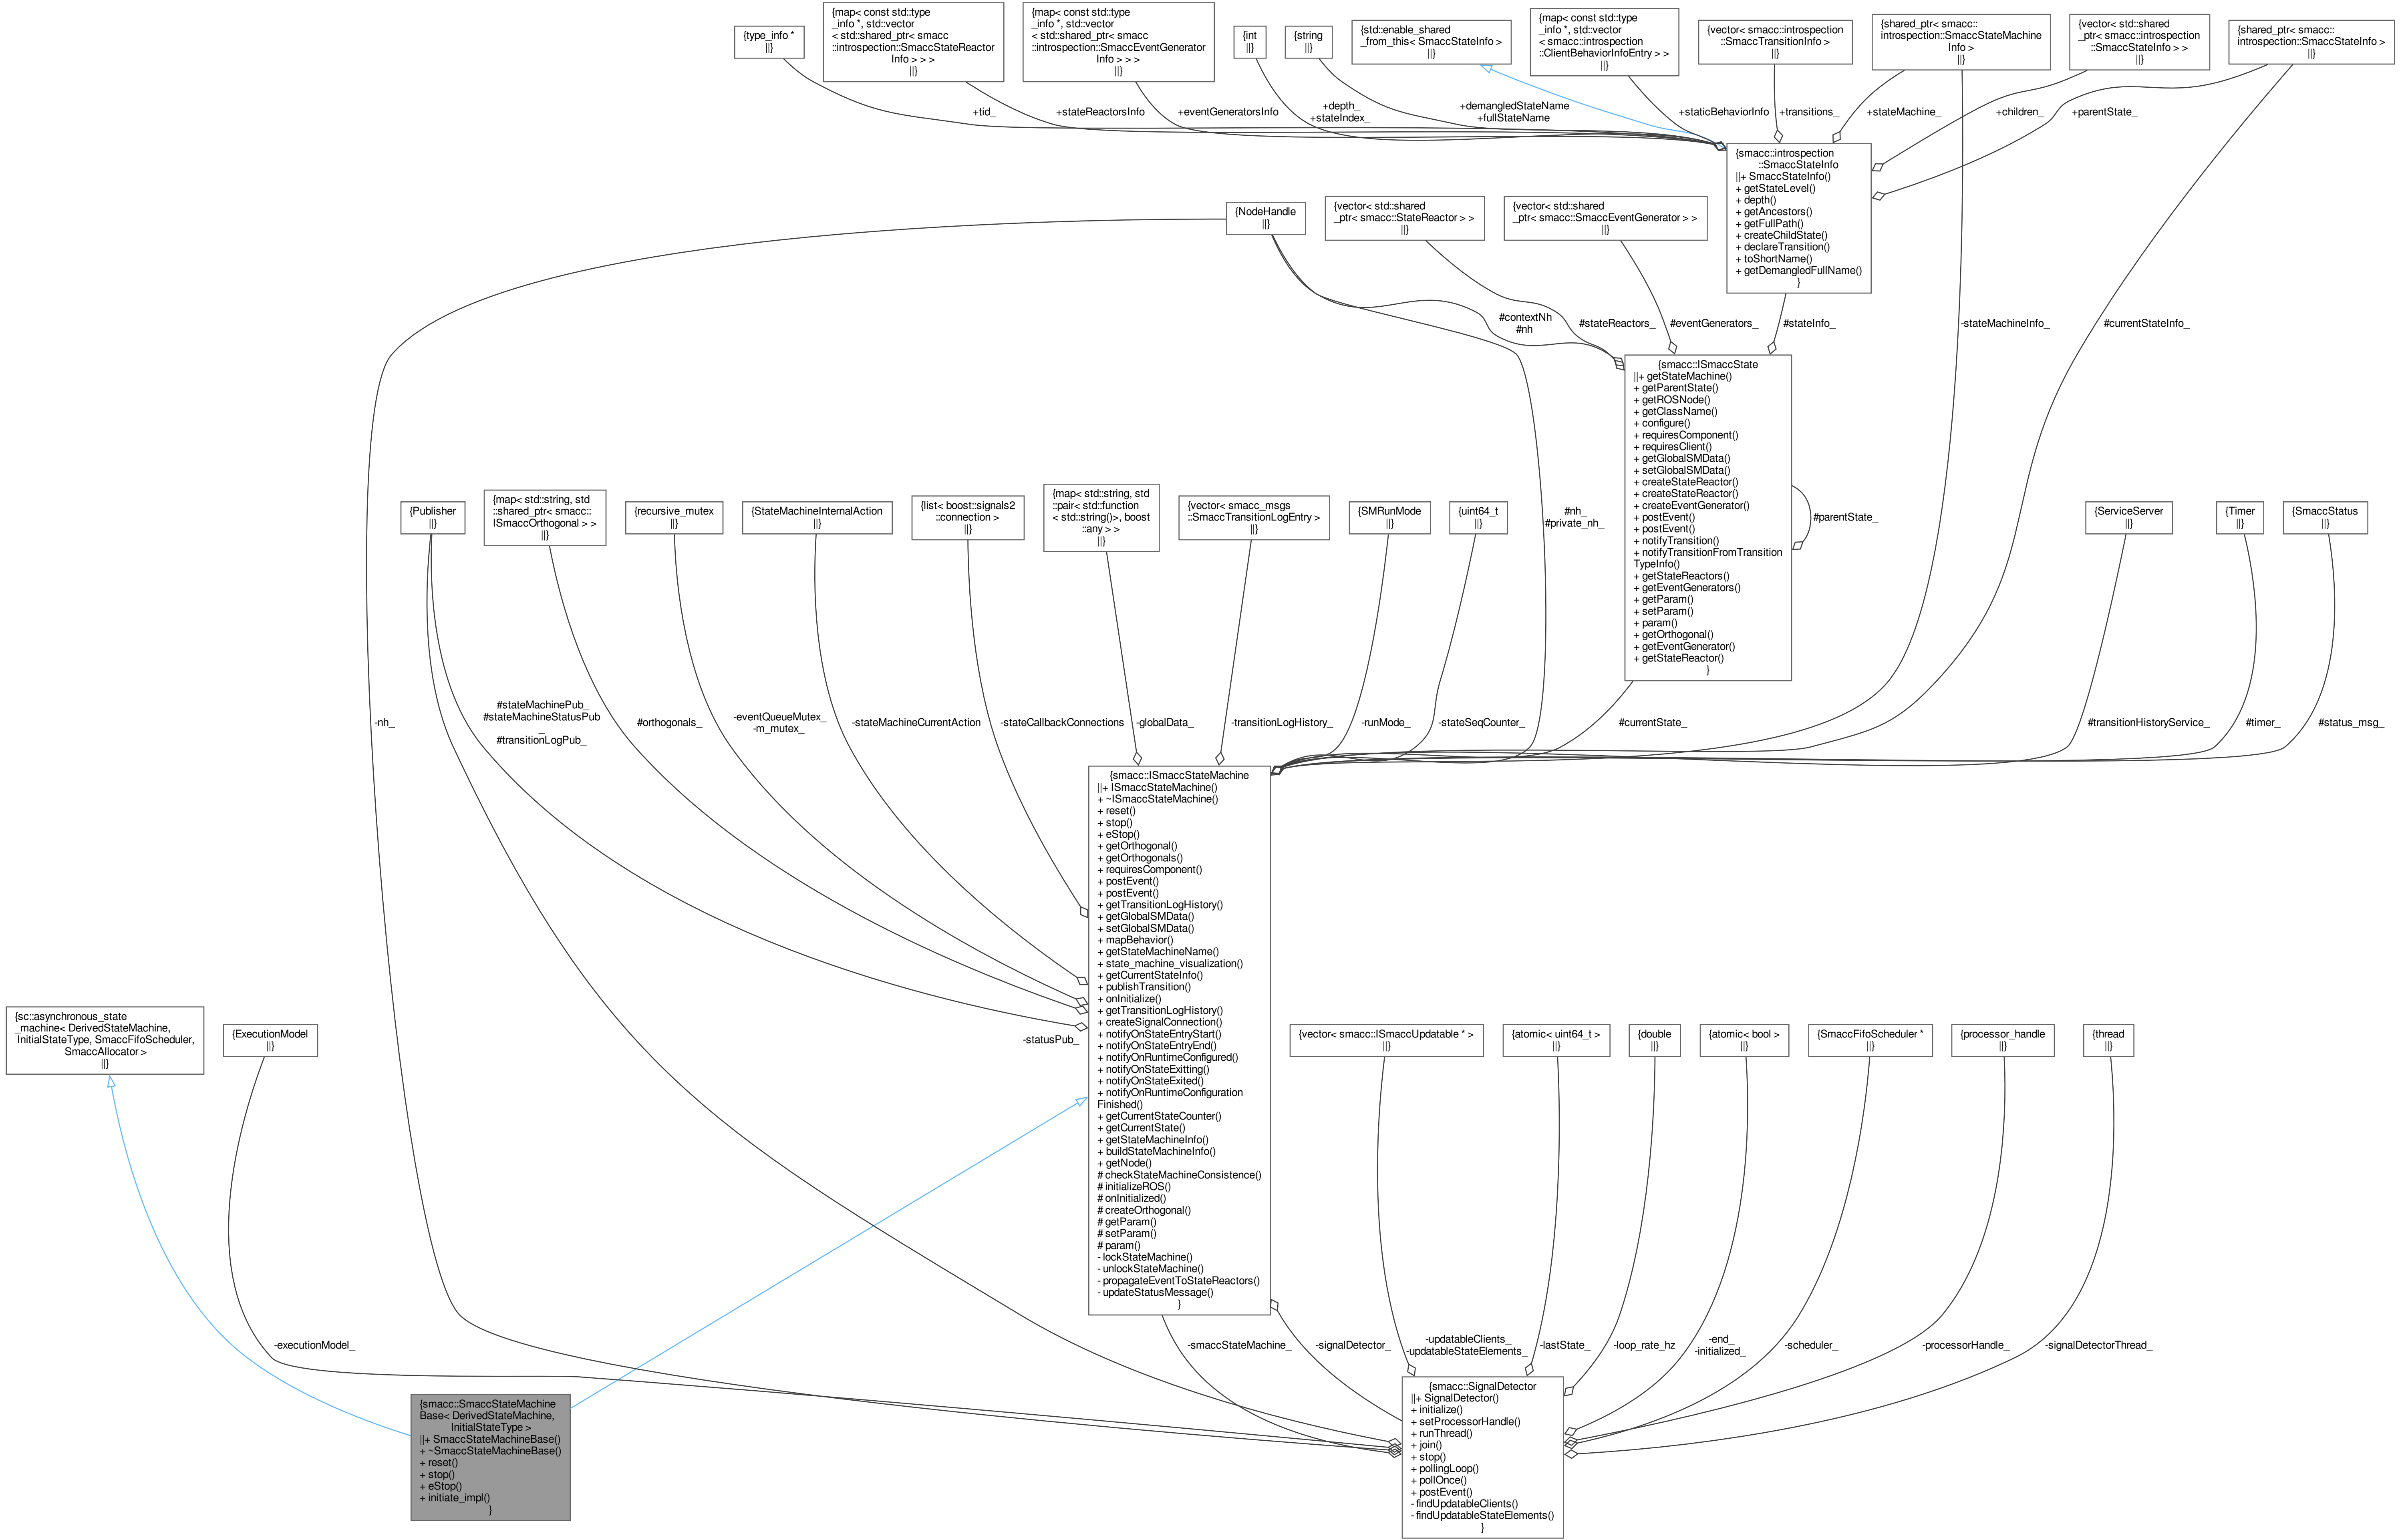 {type_info *
||}
{map< const std::type
_info *, std::vector
< std::shared_ptr< smacc
::introspection::SmaccStateReactor
Info > > >
||}
{map< const std::type
_info *, std::vector
< std::shared_ptr< smacc
::introspection::SmaccEventGenerator
Info > > >
||}
{int
||}
{string
||}
{std::enable_shared
_from_this< SmaccStateInfo >
||}
{map< const std::type
_info *, std::vector
< smacc::introspection
::ClientBehaviorInfoEntry > >
||}
{vector< smacc::introspection
::SmaccTransitionInfo >
||}
{shared_ptr< smacc::
introspection::SmaccStateMachine
Info >
||}
{vector< std::shared
_ptr< smacc::introspection
::SmaccStateInfo > >
||}
{shared_ptr< smacc::
introspection::SmaccStateInfo >
||}
+tid_
+stateReactorsInfo
+eventGeneratorsInfo
+depth_
+stateIndex_
+demangledStateName
+fullStateName
+staticBehaviorInfo
+transitions_
+stateMachine_
+children_
+parentState_
{smacc::introspection
::SmaccStateInfo
||+ SmaccStateInfo()
+ getStateLevel()
+ depth()
+ getAncestors()
+ getFullPath()
+ createChildState()
+ declareTransition()
+ toShortName()
+ getDemangledFullName()
}
{NodeHandle
||}
{vector< std::shared
_ptr< smacc::StateReactor > >
||}
{vector< std::shared
_ptr< smacc::SmaccEventGenerator > >
||}
#contextNh
#nh
#stateReactors_
#eventGenerators_
#stateInfo_
-stateMachineInfo_
#currentStateInfo_
{smacc::ISmaccState
||+ getStateMachine()
+ getParentState()
+ getROSNode()
+ getClassName()
+ configure()
+ requiresComponent()
+ requiresClient()
+ getGlobalSMData()
+ setGlobalSMData()
+ createStateReactor()
+ createStateReactor()
+ createEventGenerator()
+ postEvent()
+ postEvent()
+ notifyTransition()
+ notifyTransitionFromTransition
TypeInfo()
+ getStateReactors()
+ getEventGenerators()
+ getParam()
+ setParam()
+ param()
+ getOrthogonal()
+ getEventGenerator()
+ getStateReactor()
}
#parentState_
{Publisher
||}
{map< std::string, std
::shared_ptr< smacc::
ISmaccOrthogonal > >
||}
{recursive_mutex
||}
{StateMachineInternalAction
||}
{list< boost::signals2
::connection >
||}
{map< std::string, std
::pair< std::function
< std::string()>, boost
::any > >
||}
{vector< smacc_msgs
::SmaccTransitionLogEntry >
||}
{SMRunMode
||}
{uint64_t
||}
#nh_
#private_nh_
{ServiceServer
||}
{Timer
||}
{SmaccStatus
||}
-nh_
#stateMachinePub_
#stateMachineStatusPub
_
#transitionLogPub_
#orthogonals_
-eventQueueMutex_
-m_mutex_
-stateMachineCurrentAction
-stateCallbackConnections
-globalData_
-transitionLogHistory_
-runMode_
-stateSeqCounter_
#currentState_
#transitionHistoryService_
#timer_
#status_msg_
{smacc::ISmaccStateMachine
||+ ISmaccStateMachine()
+ ~ISmaccStateMachine()
+ reset()
+ stop()
+ eStop()
+ getOrthogonal()
+ getOrthogonals()
+ requiresComponent()
+ postEvent()
+ postEvent()
+ getTransitionLogHistory()
+ getGlobalSMData()
+ setGlobalSMData()
+ mapBehavior()
+ getStateMachineName()
+ state_machine_visualization()
+ getCurrentStateInfo()
+ publishTransition()
+ onInitialize()
+ getTransitionLogHistory()
+ createSignalConnection()
+ notifyOnStateEntryStart()
+ notifyOnStateEntryEnd()
+ notifyOnRuntimeConfigured()
+ notifyOnStateExitting()
+ notifyOnStateExited()
+ notifyOnRuntimeConfiguration
Finished()
+ getCurrentStateCounter()
+ getCurrentState()
+ getStateMachineInfo()
+ buildStateMachineInfo()
+ getNode()
# checkStateMachineConsistence()
# initializeROS()
# onInitialized()
# createOrthogonal()
# getParam()
# setParam()
# param()
- lockStateMachine()
- unlockStateMachine()
- propagateEventToStateReactors()
- updateStatusMessage()
}
-statusPub_
{sc::asynchronous_state
_machine< DerivedStateMachine,
InitialStateType, SmaccFifoScheduler,
SmaccAllocator >
||}
{ExecutionModel
||}
{vector< smacc::ISmaccUpdatable * >
||}
{atomic< uint64_t >
||}
{double
||}
{atomic< bool >
||}
{SmaccFifoScheduler *
||}
{processor_handle
||}
{thread
||}
-executionModel_
-smaccStateMachine_
-signalDetector_
-updatableClients_
-updatableStateElements_
-lastState_
-loop_rate_hz
-end_
-initialized_
-scheduler_
-processorHandle_
-signalDetectorThread_
{smacc::SmaccStateMachine
Base< DerivedStateMachine,
InitialStateType >
||+ SmaccStateMachineBase()
+ ~SmaccStateMachineBase()
+ reset()
+ stop()
+ eStop()
+ initiate_impl()
}
{smacc::SignalDetector
||+ SignalDetector()
+ initialize()
+ setProcessorHandle()
+ runThread()
+ join()
+ stop()
+ pollingLoop()
+ pollOnce()
+ postEvent()
- findUpdatableClients()
- findUpdatableStateElements()
}